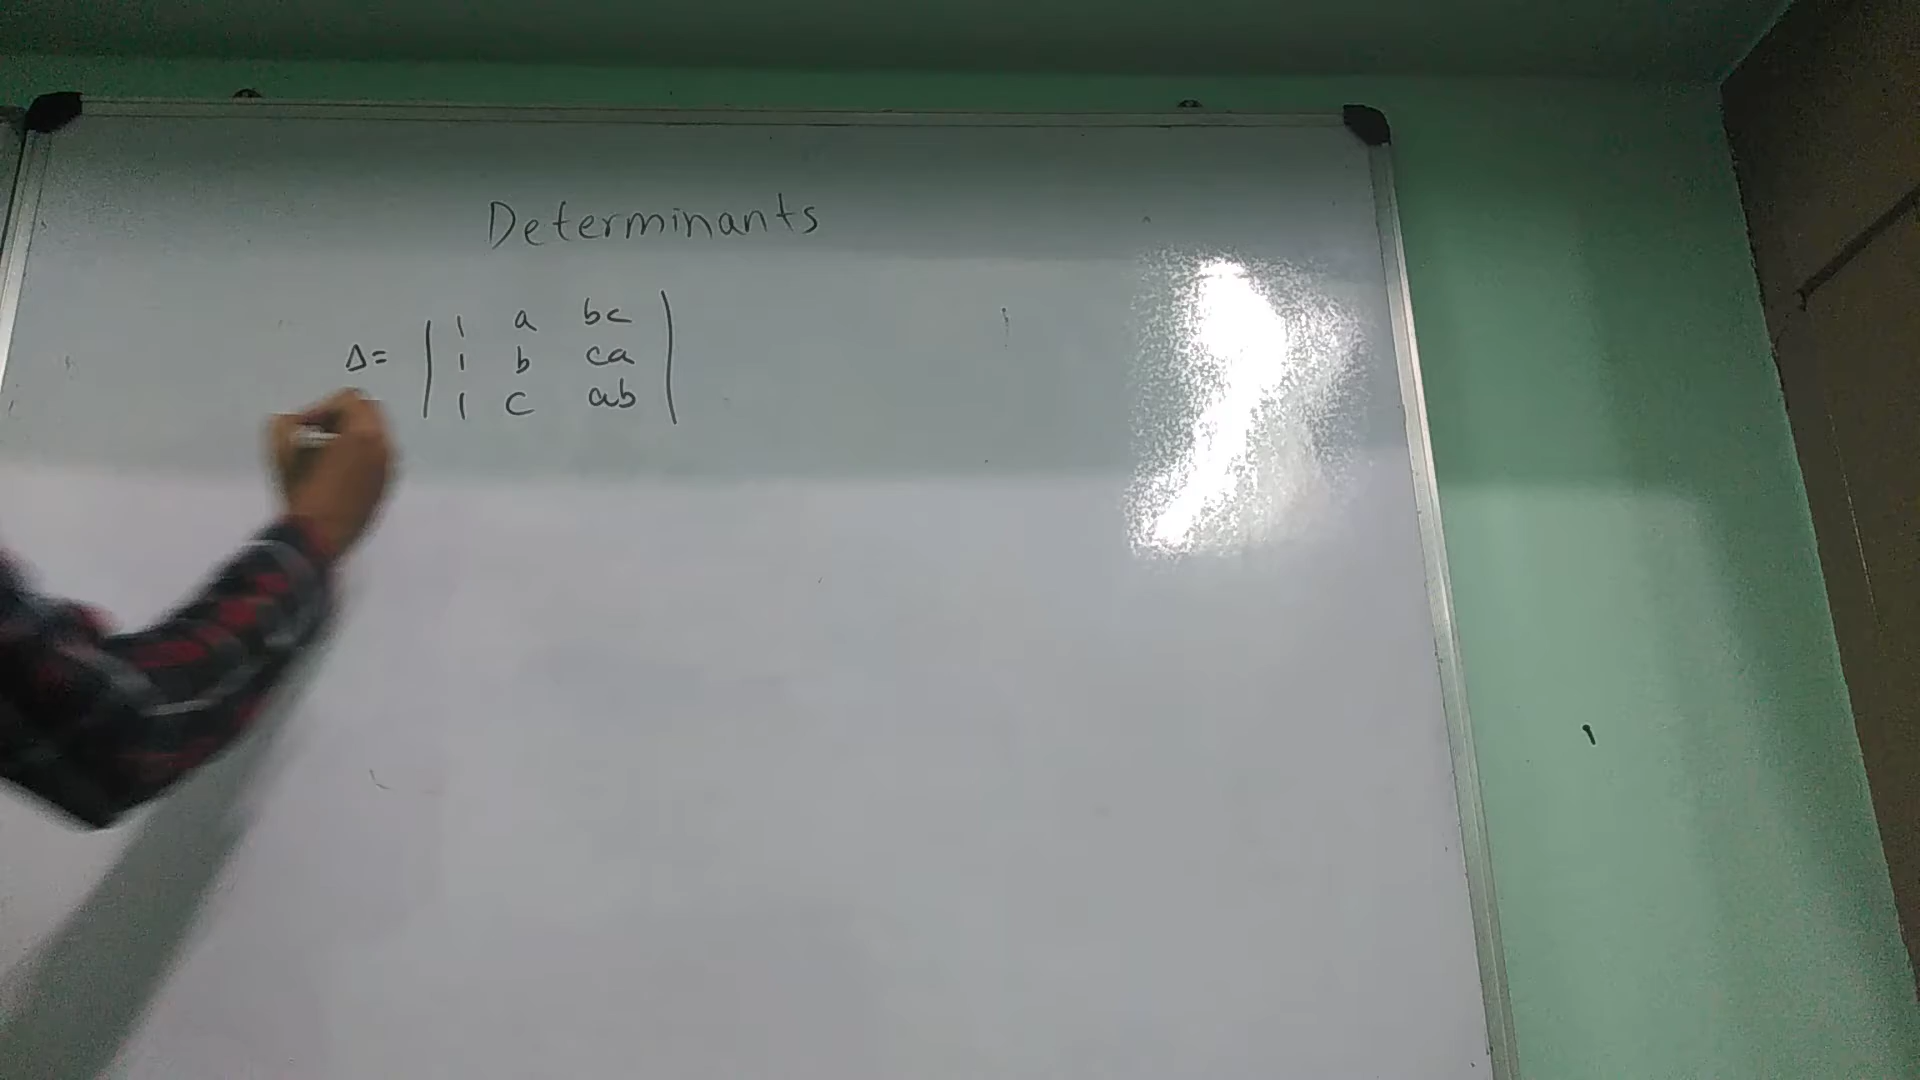 Determinants
Δ= | 1 a bc |
| 1 b ca |
| 1 c ab |